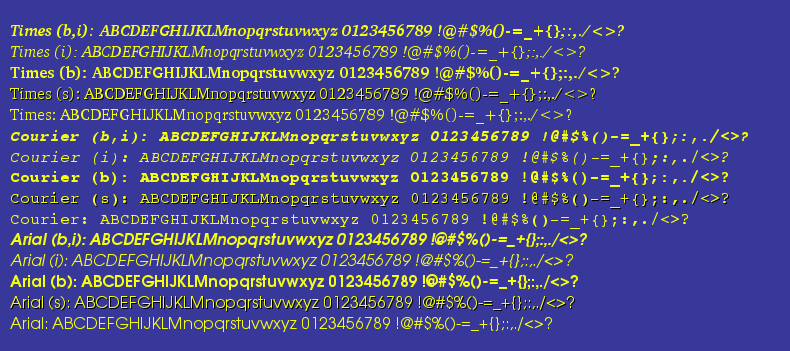 Times (b,i): ABCDEFGHIJKLMnopqrstuvwxyz 0123456789 !@#$%()-=_+{};:,./<>?
Times (i): ABCDEFGHIJKLMnopqrstuvwxyz 0123456789 !@#$%()-=_+{};:,./<>?
Times (b): ABCDEFGHIJKLMnopqrstuvwxyz 0123456789 !@#$%()-=_+{};:,./<>?
Times (s): ABCDEFGHIJKLMnopqrstuvwxyz 0123456789 !@#$%()-=_+{};:,./<>?
Times: ABCDEFGHIJKLMnopqrstuvwxyz 0123456789 !@#$%()-=_+{};:,./<>?
Courier (b,i): ABCDEFGHIJKLMnopqrstuvwxyz 0123456789 !@#$%()-=_+{};:,./<>?
Courier (i): ABCDEFGHIJKLMnopqrstuvwxyz 0123456789 !@#$%()-=_+{};:,./<>?
Courier (b): ABCDEFGHIJKLMnopqrstuvwxyz 0123456789 !@#$%()-=_+{};:,./<>?
Courier (s): ABCDEFGHIJKLMnopqrstuvwxyz 0123456789 !@#$%()-=_+{};:,./<>?
Courier: ABCDEFGHIJKLMnopqrstuvwxyz 0123456789 !@#$%()-=_+{};:,./<>?
Arial (b,i): ABCDEFGHIJKLMnopqrstuvwxyz 0123456789 !@#$%()-=_+{};:,./<>?
Arial (i): ABCDEFGHIJKLMnopqrstuvwxyz 0123456789 !@#$%()-=_+{};:,./<>?
Arial (b): ABCDEFGHIJKLMnopqrstuvwxyz 0123456789 !@#$%()-=_+{};:,./<>?
Arial (s): ABCDEFGHIJKLMnopqrstuvwxyz 0123456789 !@#$%()-=_+{};:,./<>?
Arial: ABCDEFGHIJKLMnopqrstuvwxyz 0123456789 !@#$%()-=_+{};:,./<>?